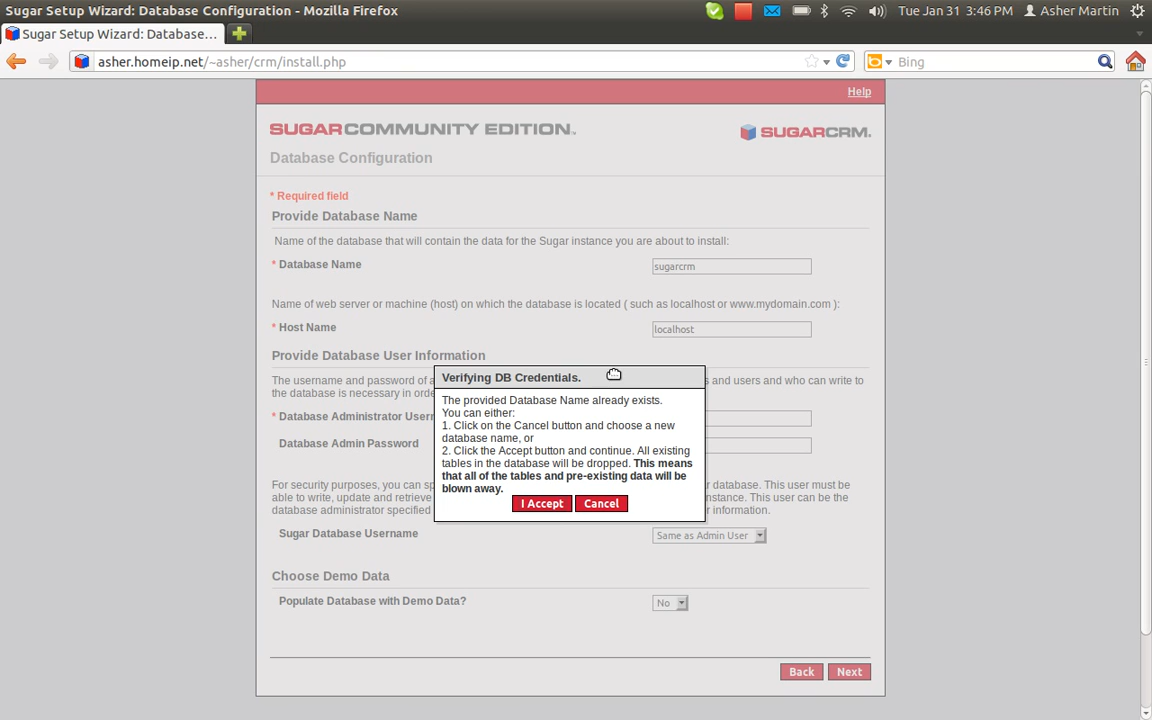 Sugar Setup Wizard: Database Configuration - Mozilla Firefox
Tue Jan 31 3:46 PM
Asher Martin
Sugar Setup Wizard: Database...
asher.homeip.net/~asher/crm/install.php
Bing
Help
SUGARCOMMUNITY EDITION.
SUGARCRM.
Database Configuration
* Required field
Provide Database Name
Name of the database that will contain the data for the Sugar instance you are about to install:
* Database Name
sugarcrm
Name of web server or machine (host) on which the database is located ( such as localhost or www.mydomain.com ):
* Host Name
localhost
Provide Database User Information
The username and password of a
s and users and who can write to
the database is necessary in orde
* Database Administrator Usern
Database Admin Password
For security purposes, you can sp
r database. This user must be
able to write, update and retrieve
nstance. This user can be the
database administrator specified
r information.
Sugar Database Username
Same as Admin User
Choose Demo Data
Populate Database with Demo Data?
No
Back
Next
Verifying DB Credentials.
The provided Database Name already exists.
You can either:
1. Click on the Cancel button and choose a new
database name, or
2. Click the Accept button and continue. All existing
tables in the database will be dropped. This means
that all of the tables and pre-existing data will be
blown away.
I Accept
Cancel